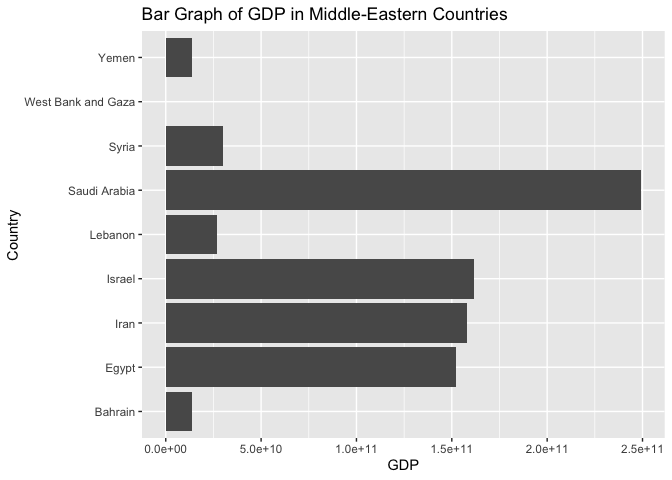 Bar Graph of GDP in Middle-Eastern Countries
Country
Yemen
West Bank and Gaza
Syria
Saudi Arabia
Lebanon
Israel
Iran
Egypt
Bahrain
0.0e+00 5.0e+10 1.0e+11 1.5e+11 2.0e+11 2.5e+11
GDP